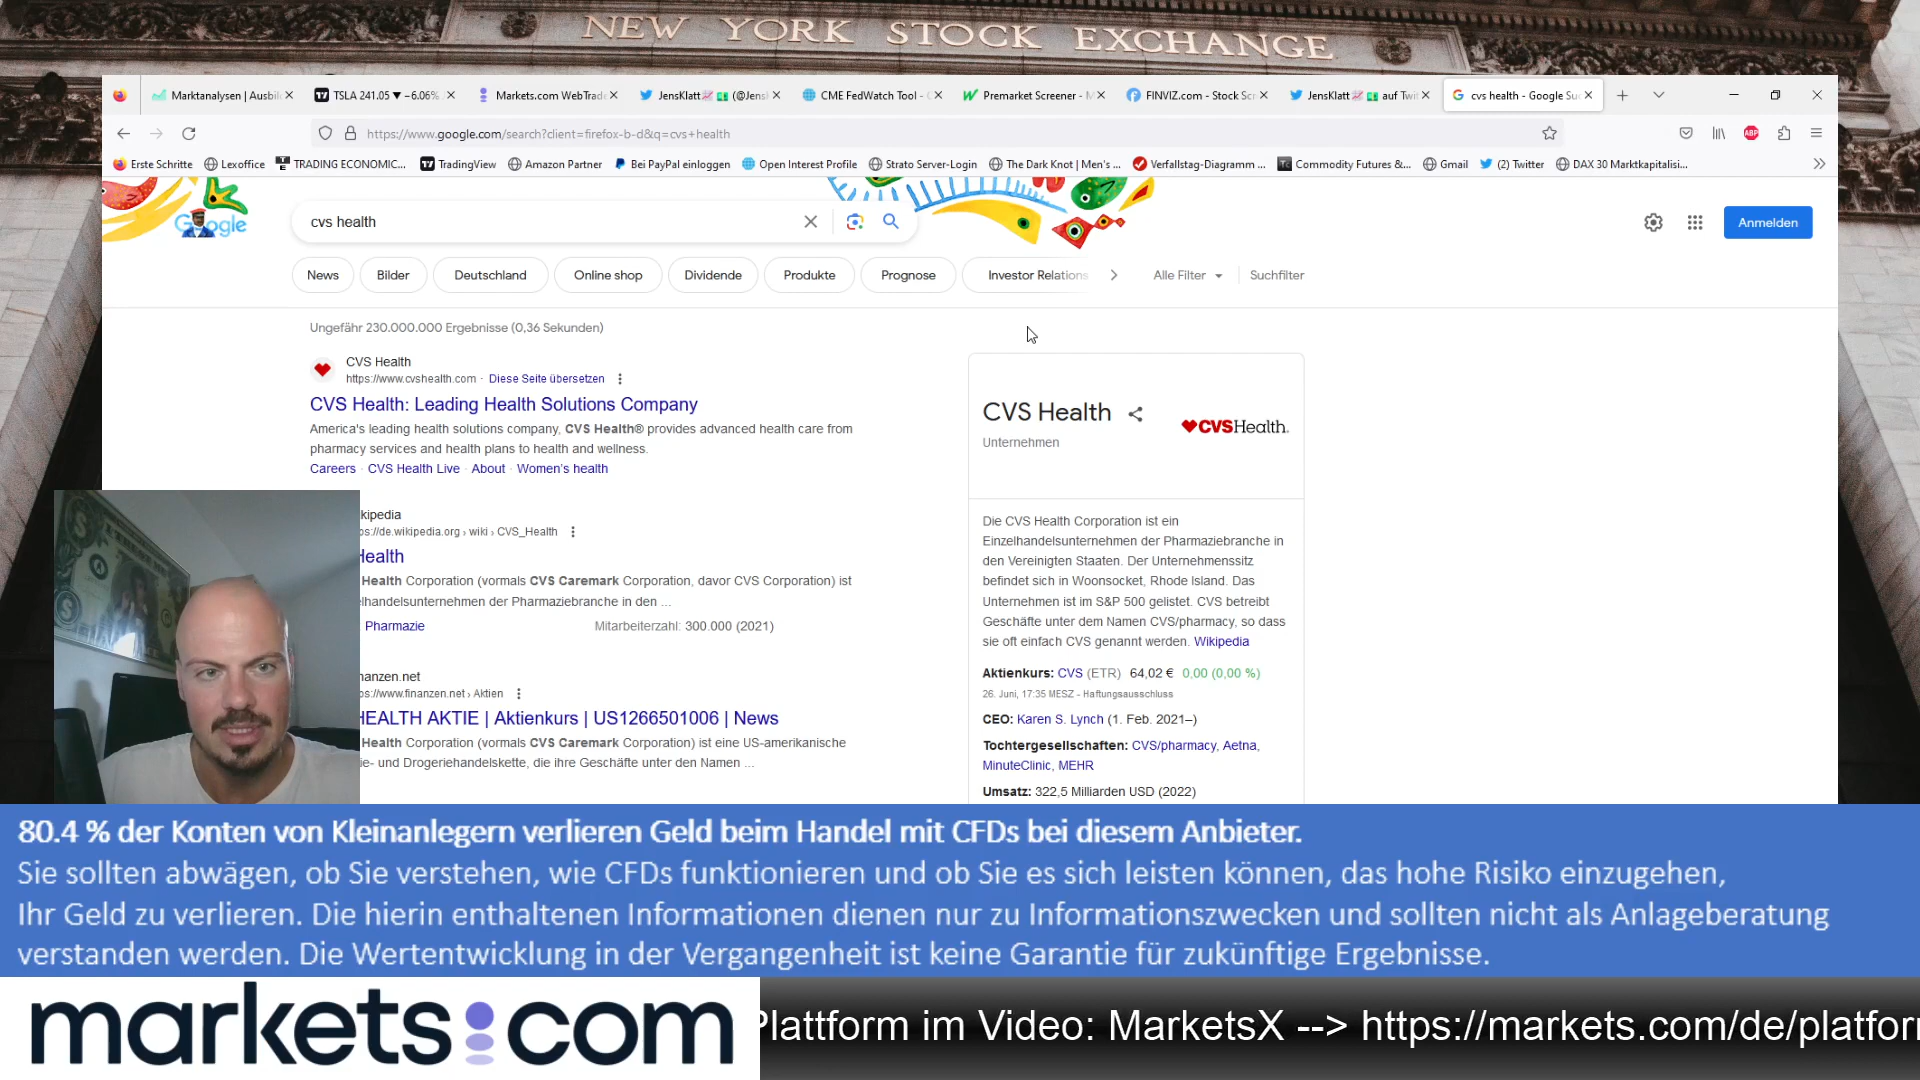 NEW YORK STOCK EXCHANGE
Marktanalysen | Ausbil
TSLA 241.05 ▼ −6.06%
Markets.com WebTrade
JensKlatt📈💵 (@Jens
CME FedWatch Tool - C
Premarket Screener - M
FINVIZ.com - Stock Scr
JensKlatt📈💵 auf Twit
cvs health - Google Su
https://www.google.com/search?client=firefox-b-d&q=cvs+health
ABP
Erste Schritte
Lexoffice
TRADING ECONOMIC...
TradingView
Amazon Partner
Bei PayPal einloggen
Open Interest Profile
Strato Server-Login
The Dark Knot | Men's ...
Verfallstag-Diagramm ...
Commodity Futures &...
Gmail
(2) Twitter
DAX 30 Marktkapitalisi...
Google
cvs health
Anmelden
News
Bilder
Deutschland
Online shop
Dividende
Produkte
Prognose
Investor Relations
Alle Filter
Suchfilter
Ungefähr 230.000.000 Ergebnisse (0,36 Sekunden)
CVS Health
https://www.cvshealth.com · Diese Seite übersetzen
CVS Health: Leading Health Solutions Company
America's leading health solutions company, CVS Health® provides advanced health care from
pharmacy services and health plans to health and wellness.
Careers · CVS Health Live · About · Women's health
kipedia
ps://de.wikipedia.org › wiki › CVS_Health
Health
Health Corporation (vormals CVS Caremark Corporation, davor CVS Corporation) ist
elhandelsunternehmen der Pharmaziebranche in den ...
: Pharmazie
Mitarbeiterzahl: 300.000 (2021)
nanzen.net
ps://www.finanzen.net › Aktien
HEALTH AKTIE | Aktienkurs | US1266501006 | News
Health Corporation (vormals CVS Caremark Corporation) ist eine US-amerikanische
ie- und Drogeriehandelskette, die ihre Geschäfte unter den Namen ...
CVS Health
Unternehmen
CVSHealth.
Die CVS Health Corporation ist ein
Einzelhandelsunternehmen der Pharmaziebranche in
den Vereinigten Staaten. Der Unternehmenssitz
befindet sich in Woonsocket, Rhode Island. Das
Unternehmen ist im S&P 500 gelistet. CVS betreibt
Geschäfte unter dem Namen CVS/pharmacy, so dass
sie oft einfach CVS genannt werden. Wikipedia
Aktienkurs: CVS (ETR) 64,02 € 0,00 (0,00 %)
26. Juni, 17:35 MESZ - Haftungsausschluss
CEO: Karen S. Lynch (1. Feb. 2021–)
Tochtergesellschaften: CVS/pharmacy, Aetna,
MinuteClinic, MEHR
Umsatz: 322,5 Milliarden USD (2022)
80.4 % der Konten von Kleinanlegern verlieren Geld beim Handel mit CFDs bei diesem Anbieter.
Sie sollten abwägen, ob Sie verstehen, wie CFDs funktionieren und ob Sie es sich leisten können, das hohe Risiko einzugehen,
Ihr Geld zu verlieren. Die hierin enthaltenen Informationen dienen nur zu Informationszwecken und sollten nicht als Anlageberatung
verstanden werden. Die Wertentwicklung in der Vergangenheit ist keine Garantie für zukünftige Ergebnisse.
markets.com
Plattform im Video: MarketsX --> https://markets.com/de/platfor